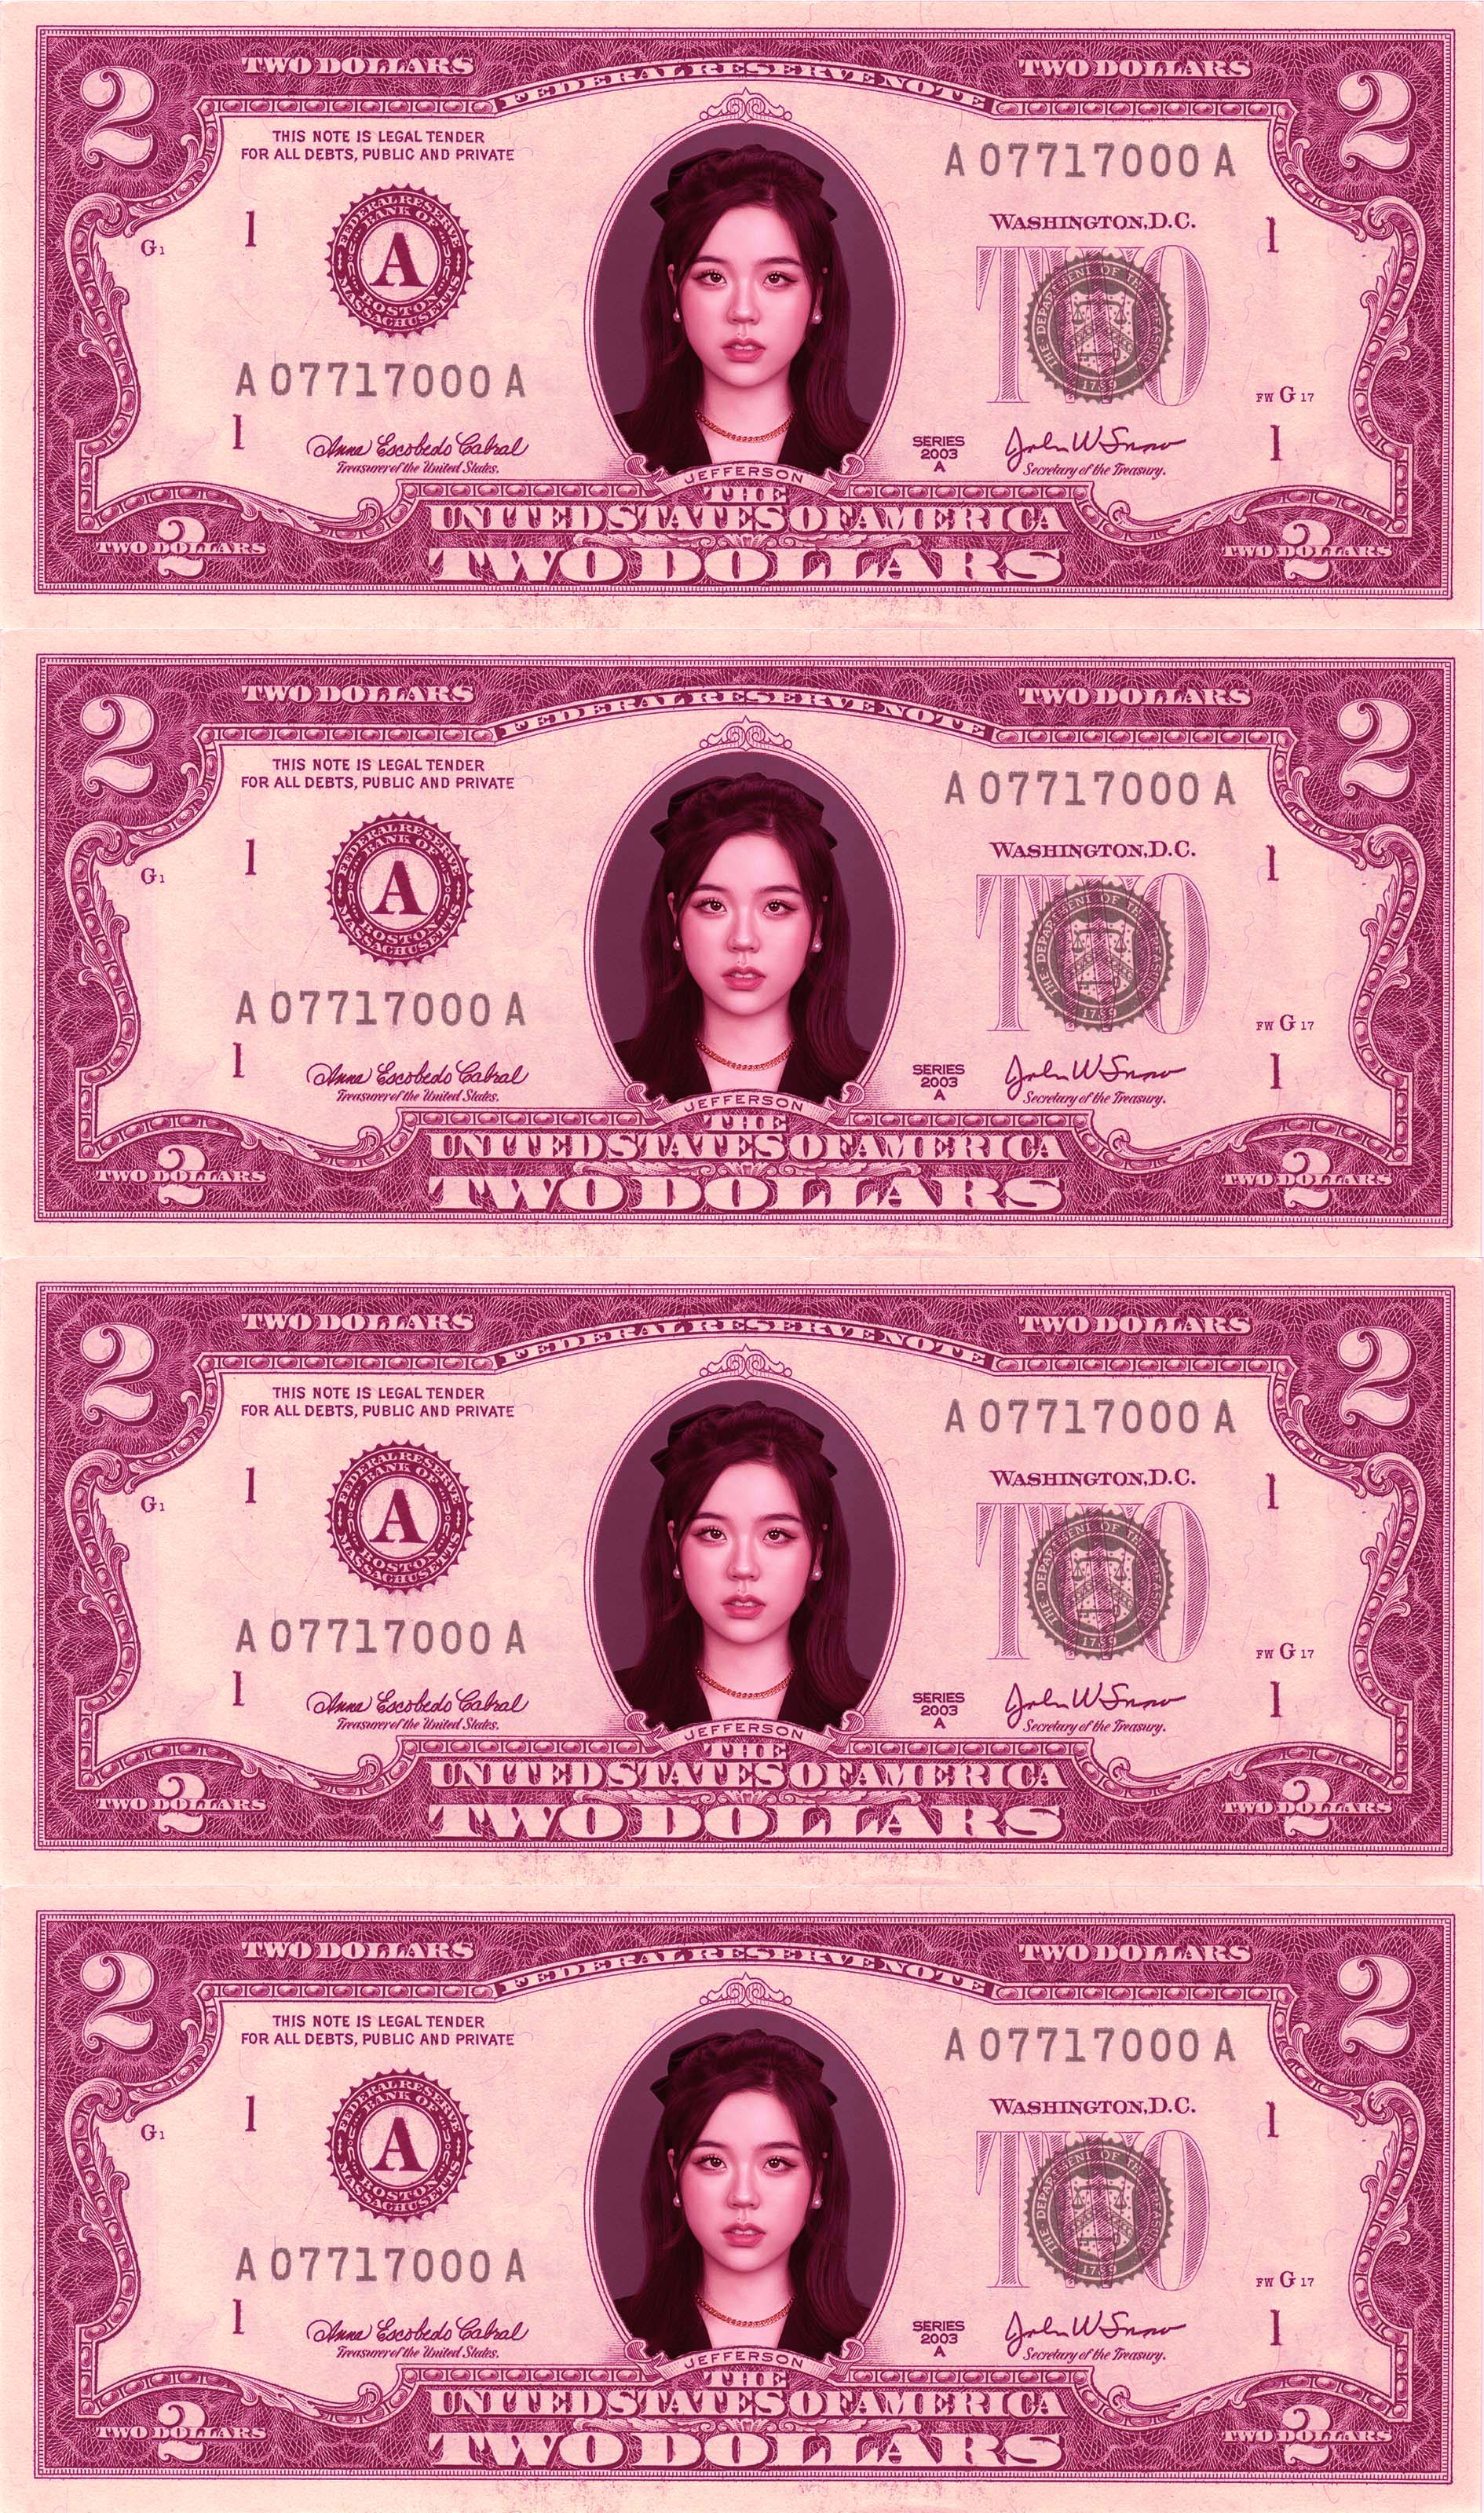 TWO DOLLARS
FEDERAL RESERVE NOTE
TWO DOLLARS
2
2
THIS NOTE IS LEGAL TENDER
FOR ALL DEBTS, PUBLIC AND PRIVATE
A 07717000 A
WASHINGTON, D.C.
G1
1
1
FEDERAL RESERVE
BANK OF
A
BOSTON
MASSACHUSETTS
TWO
THE DEPARTMENT OF THE TREASURY
1789
A 07717000 A
FW G 17
1
1
Anna Escobedo Cabral
Treasurer of the United States.
SERIES
2003
A
John W Snow
Secretary of the Treasury.
JEFFERSON
THE
UNITED STATES OF AMERICA
TWO DOLLARS
2
TWO DOLLARS
2
TWO DOLLARS
TWO DOLLARS
FEDERAL RESERVE NOTE
TWO DOLLARS
2
2
THIS NOTE IS LEGAL TENDER
FOR ALL DEBTS, PUBLIC AND PRIVATE
A 07717000 A
WASHINGTON, D.C.
G1
1
1
FEDERAL RESERVE
BANK OF
A
BOSTON
MASSACHUSETTS
TWO
THE DEPARTMENT OF THE TREASURY
1789
A 07717000 A
FW G 17
1
1
Anna Escobedo Cabral
Treasurer of the United States.
SERIES
2003
A
John W Snow
Secretary of the Treasury.
JEFFERSON
THE
UNITED STATES OF AMERICA
TWO DOLLARS
2
TWO DOLLARS
2
TWO DOLLARS
TWO DOLLARS
FEDERAL RESERVE NOTE
TWO DOLLARS
2
2
THIS NOTE IS LEGAL TENDER
FOR ALL DEBTS, PUBLIC AND PRIVATE
A 07717000 A
WASHINGTON, D.C.
G1
1
1
FEDERAL RESERVE
BANK OF
A
BOSTON
MASSACHUSETTS
TWO
THE DEPARTMENT OF THE TREASURY
1789
A 07717000 A
FW G 17
1
1
Anna Escobedo Cabral
Treasurer of the United States.
SERIES
2003
A
John W Snow
Secretary of the Treasury.
JEFFERSON
THE
UNITED STATES OF AMERICA
TWO DOLLARS
2
TWO DOLLARS
2
TWO DOLLARS
TWO DOLLARS
FEDERAL RESERVE NOTE
TWO DOLLARS
2
2
THIS NOTE IS LEGAL TENDER
FOR ALL DEBTS, PUBLIC AND PRIVATE
A 07717000 A
WASHINGTON, D.C.
G1
1
1
FEDERAL RESERVE
BANK OF
A
BOSTON
MASSACHUSETTS
TWO
THE DEPARTMENT OF THE TREASURY
1789
A 07717000 A
FW G 17
1
1
Anna Escobedo Cabral
Treasurer of the United States.
SERIES
2003
A
John W Snow
Secretary of the Treasury.
JEFFERSON
THE
UNITED STATES OF AMERICA
TWO DOLLARS
2
TWO DOLLARS
2
TWO DOLLARS